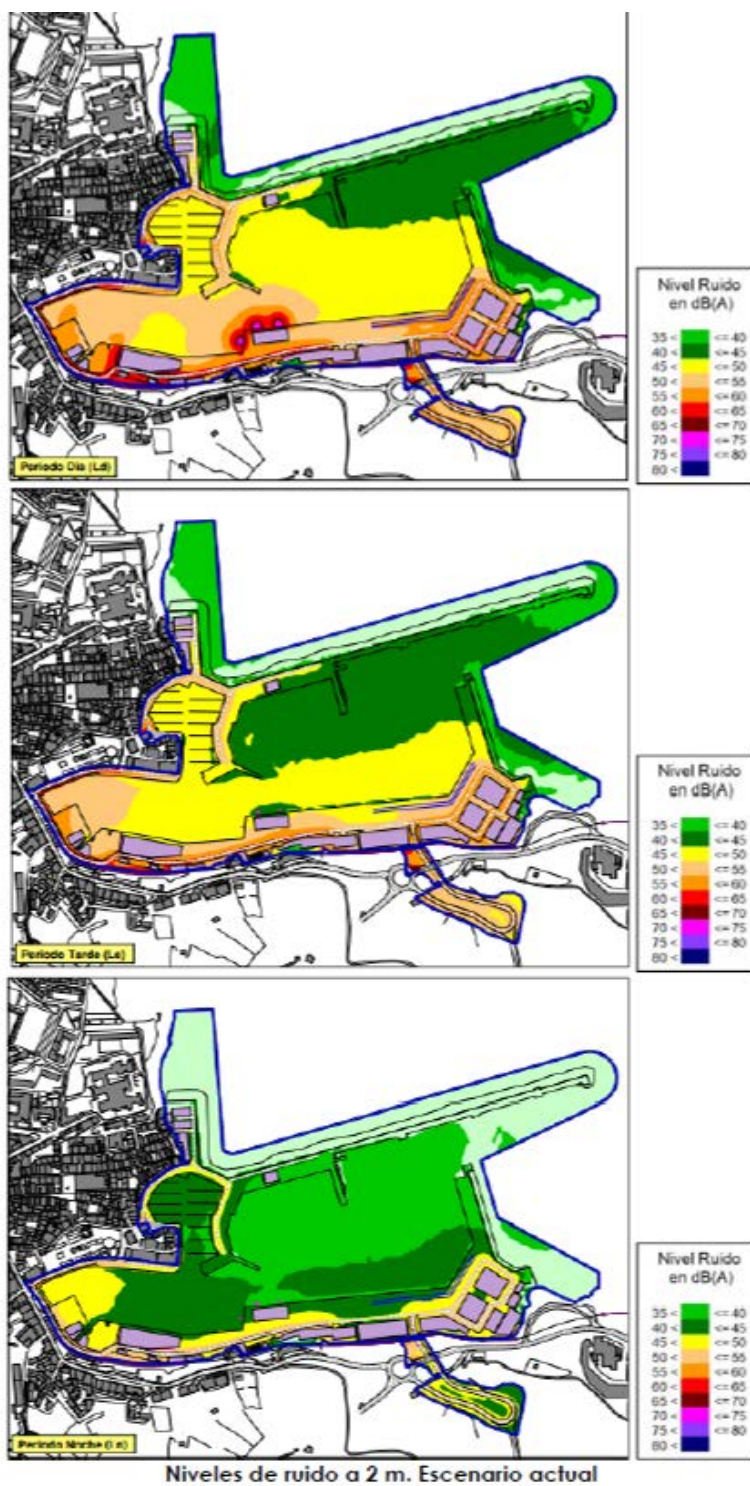 Nivel Ruido
en dB(A)
35 < <= 40
40 < <= 45
45 < <= 50
50 < <= 55
55 < <= 60
60 < <= 65
65 < <= 70
70 < <= 75
75 < <= 80
80 <
Periodo Dia (Ld)
Nivel Ruido
en dB(A)
35 < <= 40
40 < <= 45
45 < <= 50
50 < <= 55
55 < <= 60
60 < <= 65
65 < <= 70
70 < <= 75
75 < <= 80
80 <
Periodo Tarde (Le)
Nivel Ruido
en dB(A)
35 < <= 40
40 < <= 45
45 < <= 50
50 < <= 55
55 < <= 60
60 < <= 65
65 < <= 70
70 < <= 75
75 < <= 80
80 <
Periodo Noche (Ln)
Niveles de ruido a 2 m. Escenario actual